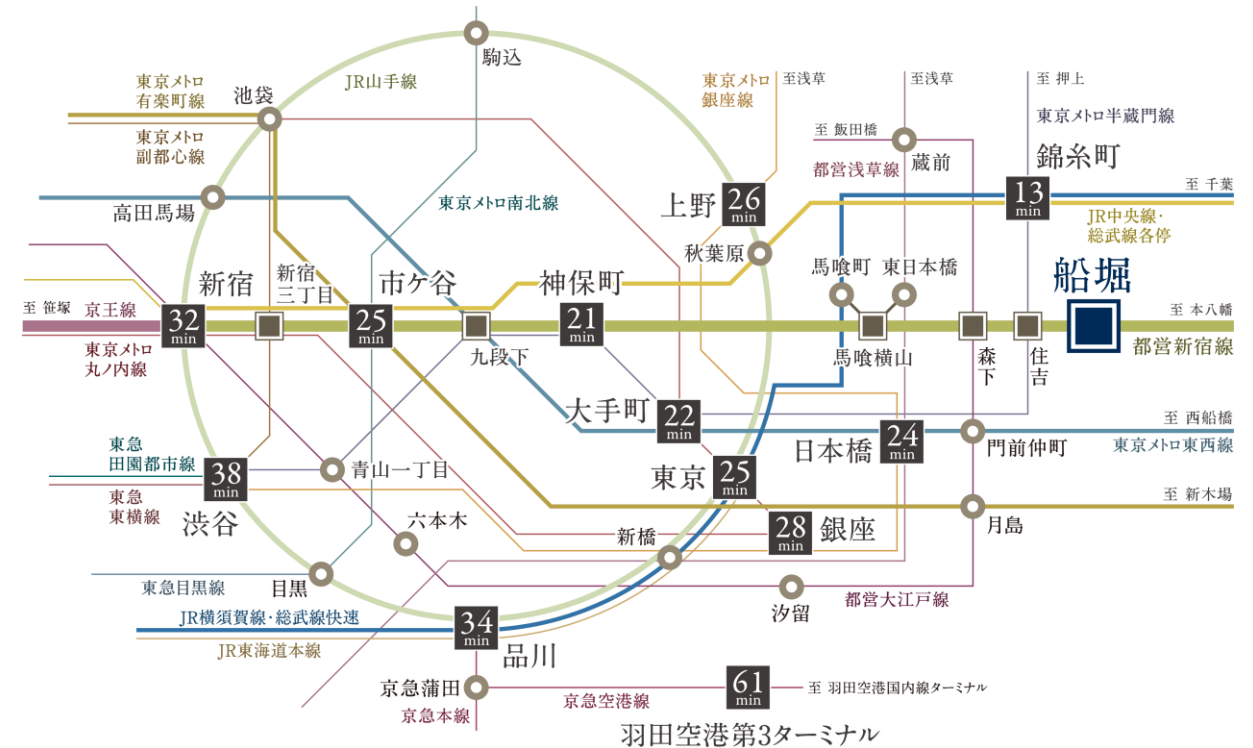 駒込
東京メトロ
有楽町線
池袋
JR山手線
東京メトロ
銀座線
至浅草
至浅草
至 押上
東京メトロ
副都心線
東京メトロ半蔵門線
至 飯田橋
蔵前
錦糸町
都営浅草線
13
min
至 千葉
高田馬場
東京メトロ南北線
上野
26
min
JR中央線・
総武線各停
秋葉原
馬喰町
東日本橋
船堀
新宿
新宿
三丁目
市ケ谷
神保町
至 笹塚
京王線
32
min
25
min
21
min
至 本八幡
都営新宿線
東京メトロ
丸ノ内線
九段下
馬喰横山
森下
住吉
大手町
22
min
日本橋
24
min
至 西船橋
門前仲町
東京メトロ東西線
東急
田園都市線
38
min
青山一丁目
東京
25
min
至 新木場
東急
東横線
渋谷
六本木
新橋
28
min
銀座
月島
東急目黒線
目黒
汐留
都営大江戸線
JR横須賀線・総武線快速
34
min
JR東海道本線
品川
京急蒲田
京急本線
京急空港線
61
min
至 羽田空港国内線ターミナル
羽田空港第3ターミナル